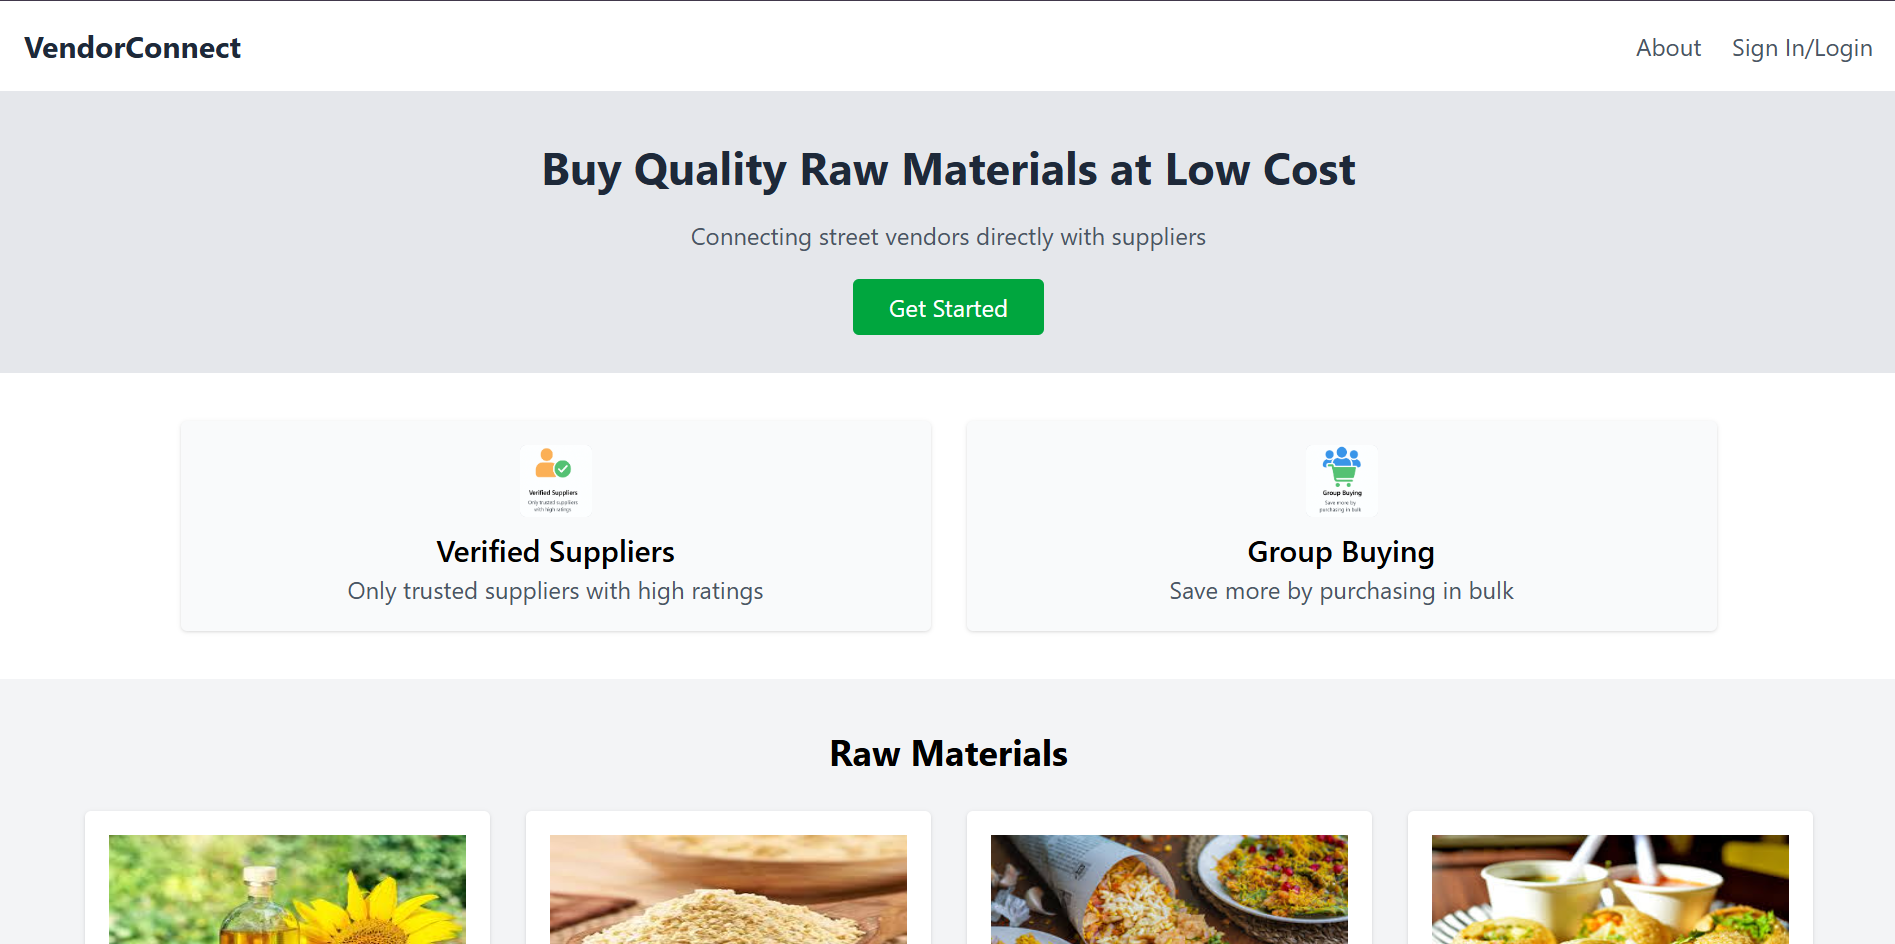 VendorConnect
About
Sign In/Login
Buy Quality Raw Materials at Low Cost
Connecting street vendors directly with suppliers
Get Started
Verified Suppliers
Only trusted suppliers
with high ratings
Verified Suppliers
Only trusted suppliers with high ratings
Group Buying
Save more by
purchasing in bulk
Group Buying
Save more by purchasing in bulk
Raw Materials